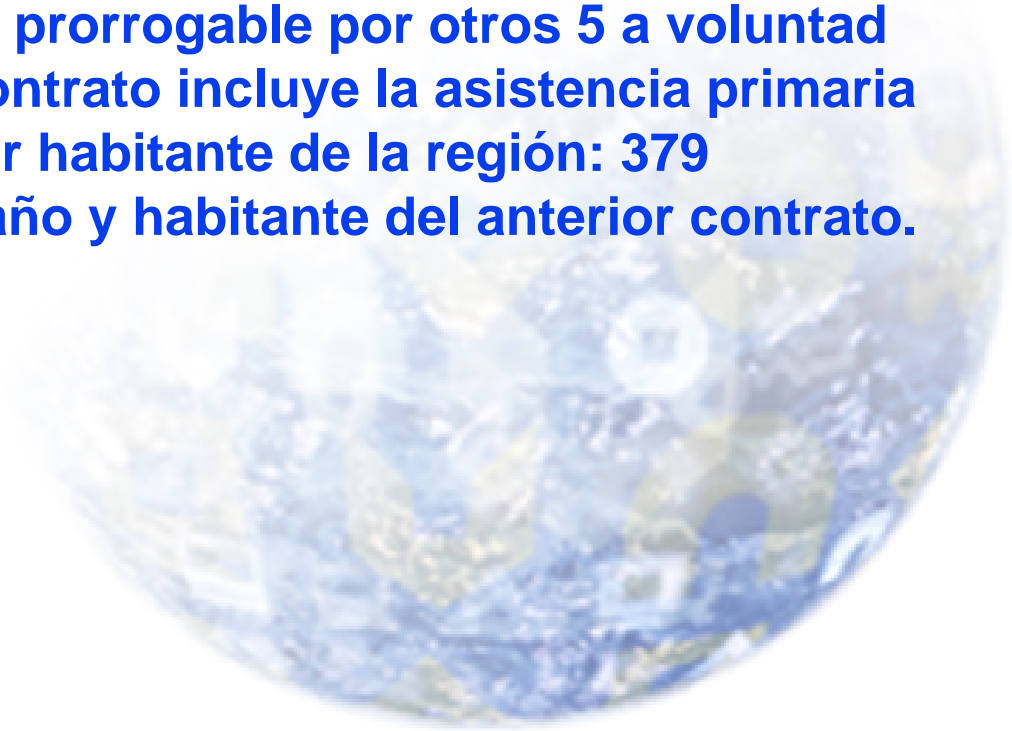 prorrogable por otros 5 a voluntad
ontrato incluye la asistencia primaria
r habitante de la región: 379
año y habitante del anterior contrato.